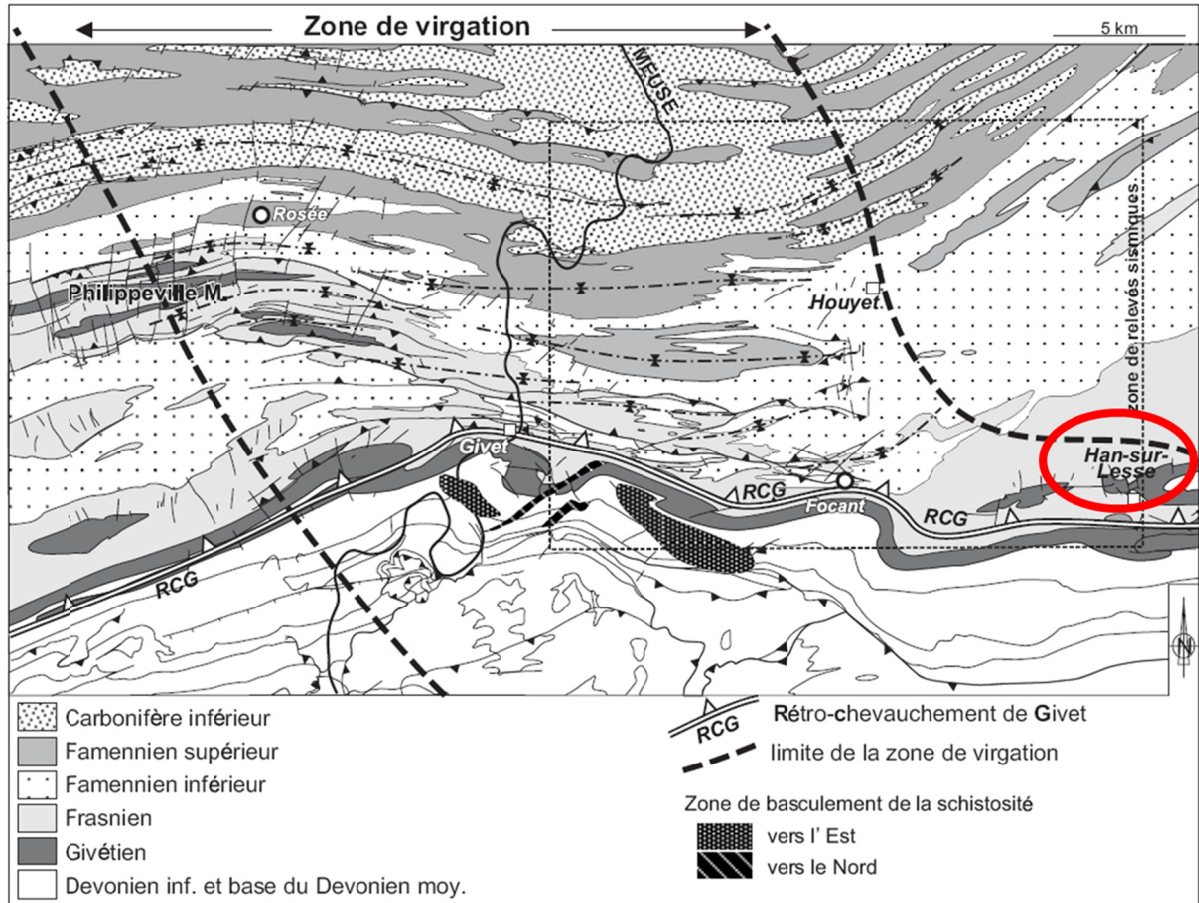 Zone de virgation
5 km
MEUSE
Rosée
Philippeville M.
Houyet
zone de relevés sismiques
Han-sur-
Lesse
Givet
RCG
Focant
RCG
RCG
N
Carbonifère inférieur
Famennien supérieur
Famennien inférieur
Frasnien
Givétien
Devonien inf. et base du Devonien moy.
RCG
Rétro-chevauchement de Givet
limite de la zone de virgation
Zone de basculement de la schistosité
vers l' Est
vers le Nord